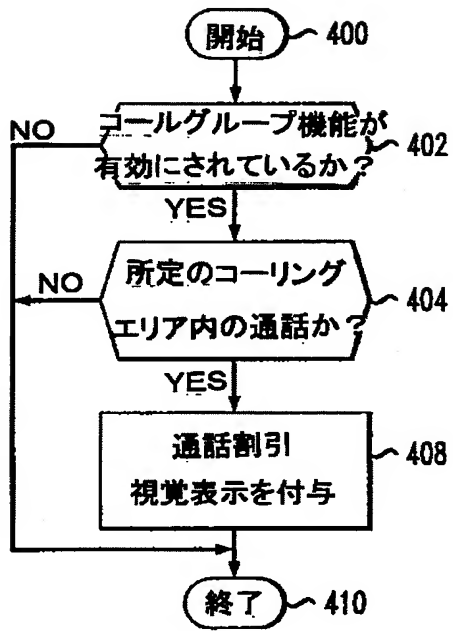 開始
400
コールグループ機能が
有効にされているか?
402
NO
YES
所定のコーリング
エリア内の通話か?
404
NO
YES
通話割引
視覚表示を付与
408
終了
410